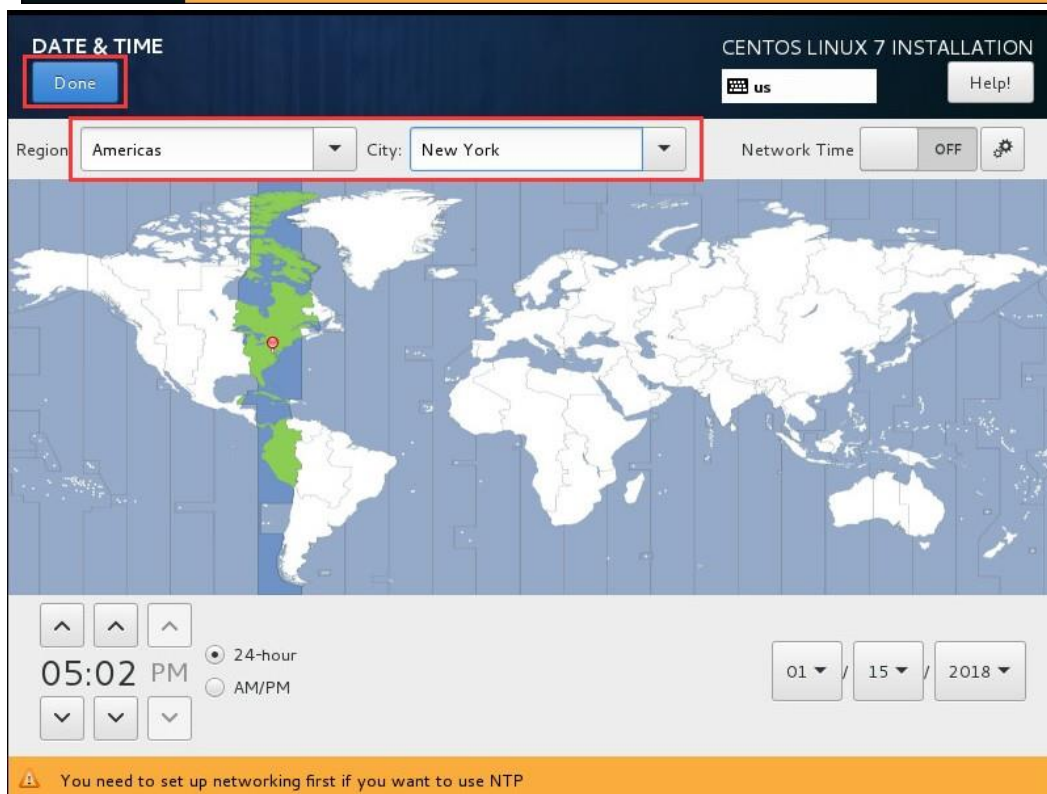 DATE & TIME
CENTOS LINUX 7 INSTALLATION
Done
us
Help!
Region
Americas
City:
New York
Network Time
OFF
05:02 PM
24-hour
AM/PM
01 / 15 / 2018
You need to set up networking first if you want to use NTP